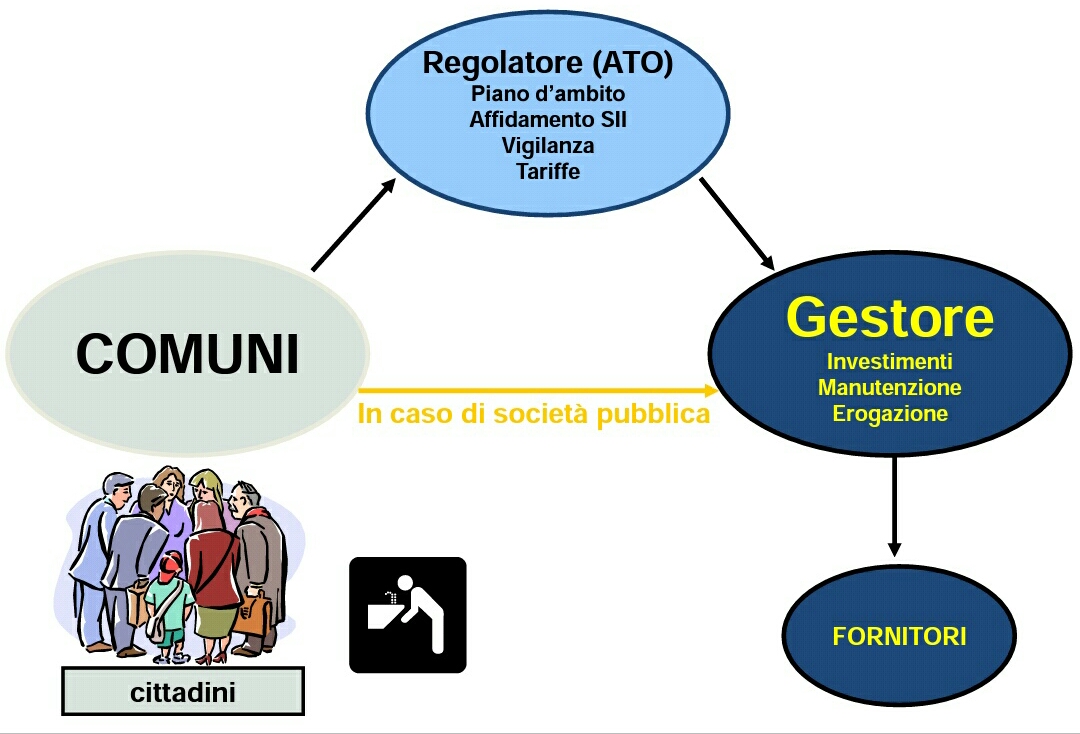 Regolatore (ATO)
Piano d’ambito
Affidamento SII
Vigilanza
Tariffe
COMUNI
Gestore
Investimenti
Manutenzione
Erogazione
In caso di società pubblica
FORNITORI
cittadini